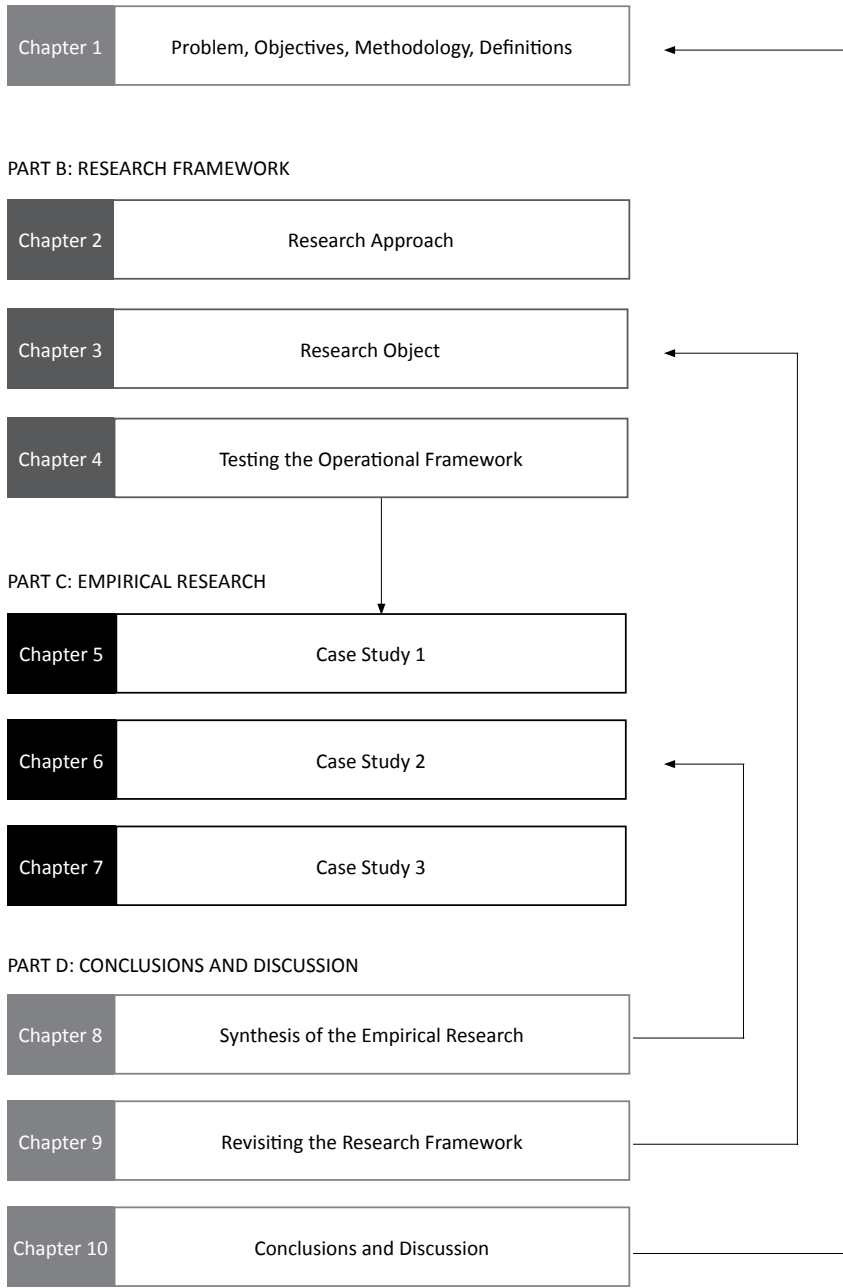 Chapter 1 Problem, Objectives, Methodology, Definitions
PART B: RESEARCH FRAMEWORK
Chapter 2 Research Approach
Chapter 3 Research Object
Chapter 4 Testing the Operational Framework
PART C: EMPIRICAL RESEARCH
Chapter 5 Case Study 1
Chapter 6 Case Study 2
Chapter 7 Case Study 3
PART D: CONCLUSIONS AND DISCUSSION
Chapter 8 Synthesis of the Empirical Research
Chapter 9 Revisiting the Research Framework
Chapter 10 Conclusions and Discussion